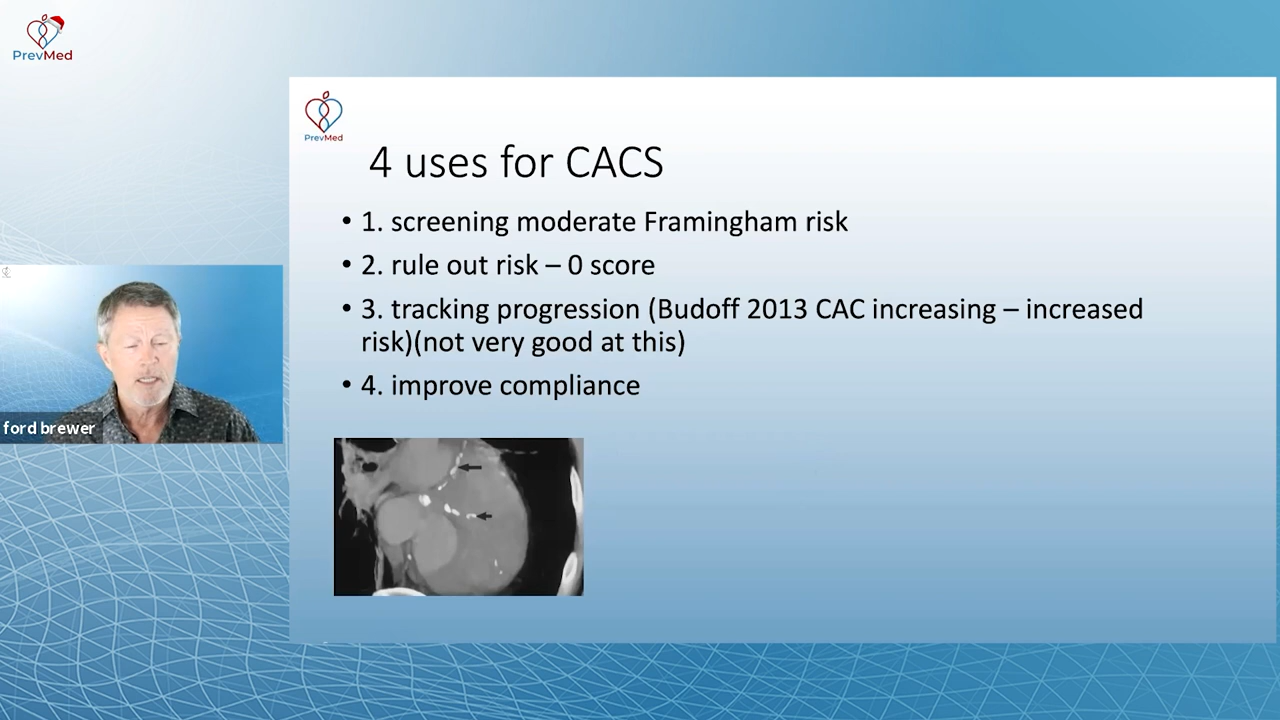 PrevMed
PrevMed
4 uses for CACS
• 1. screening moderate Framingham risk
• 2. rule out risk – 0 score
• 3. tracking progression (Budoff 2013 CAC increasing – increased
risk)(not very good at this)
• 4. improve compliance
ford brewer